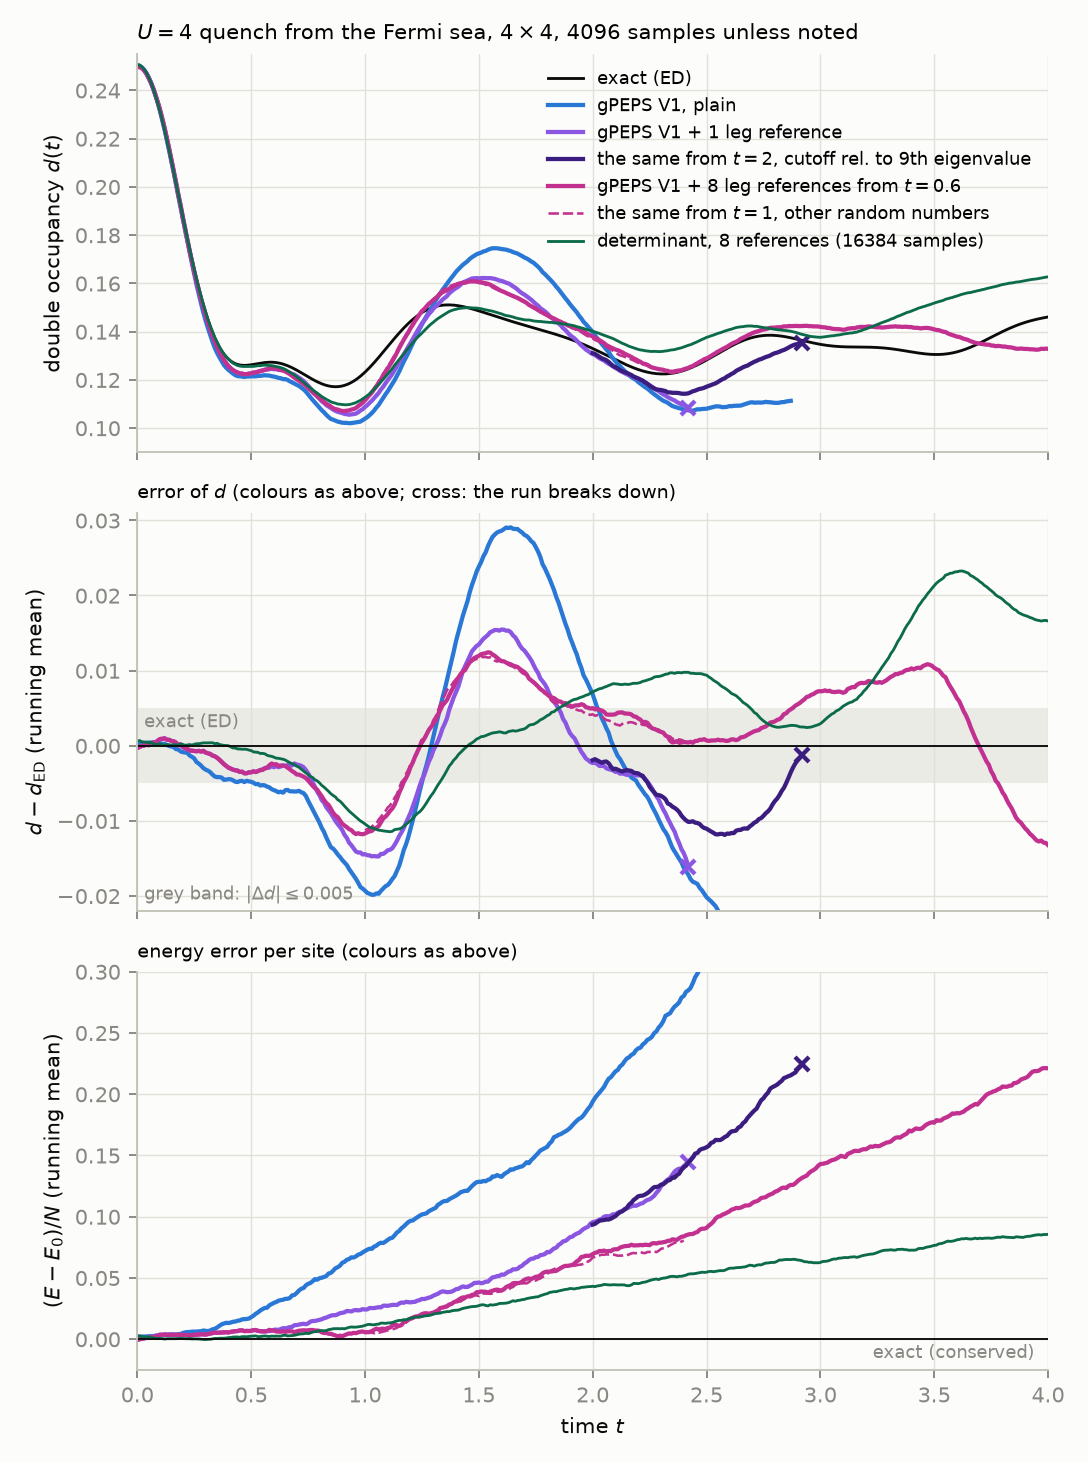 U = 4 quench from the Fermi sea, 4 × 4, 4096 samples unless noted
exact (ED)
gPEPS V1, plain
gPEPS V1 + 1 leg reference
the same from t = 2, cutoff rel. to 9th eigenvalue
gPEPS V1 + 8 leg references from t = 0.6
the same from t = 1, other random numbers
determinant, 8 references (16384 samples)
double occupancy d(t)
0.24
0.22
0.20
0.18
0.16
0.14
0.12
0.10
error of d (colours as above; cross: the run breaks down)
d − d_ED (running mean)
0.03
0.02
0.01
0.00
−0.01
−0.02
exact (ED)
grey band: |Δd| ≤ 0.005
energy error per site (colours as above)
(E − E₀)/N (running mean)
0.30
0.25
0.20
0.15
0.10
0.05
0.00
exact (conserved)
0.0 0.5 1.0 1.5 2.0 2.5 3.0 3.5 4.0
time t